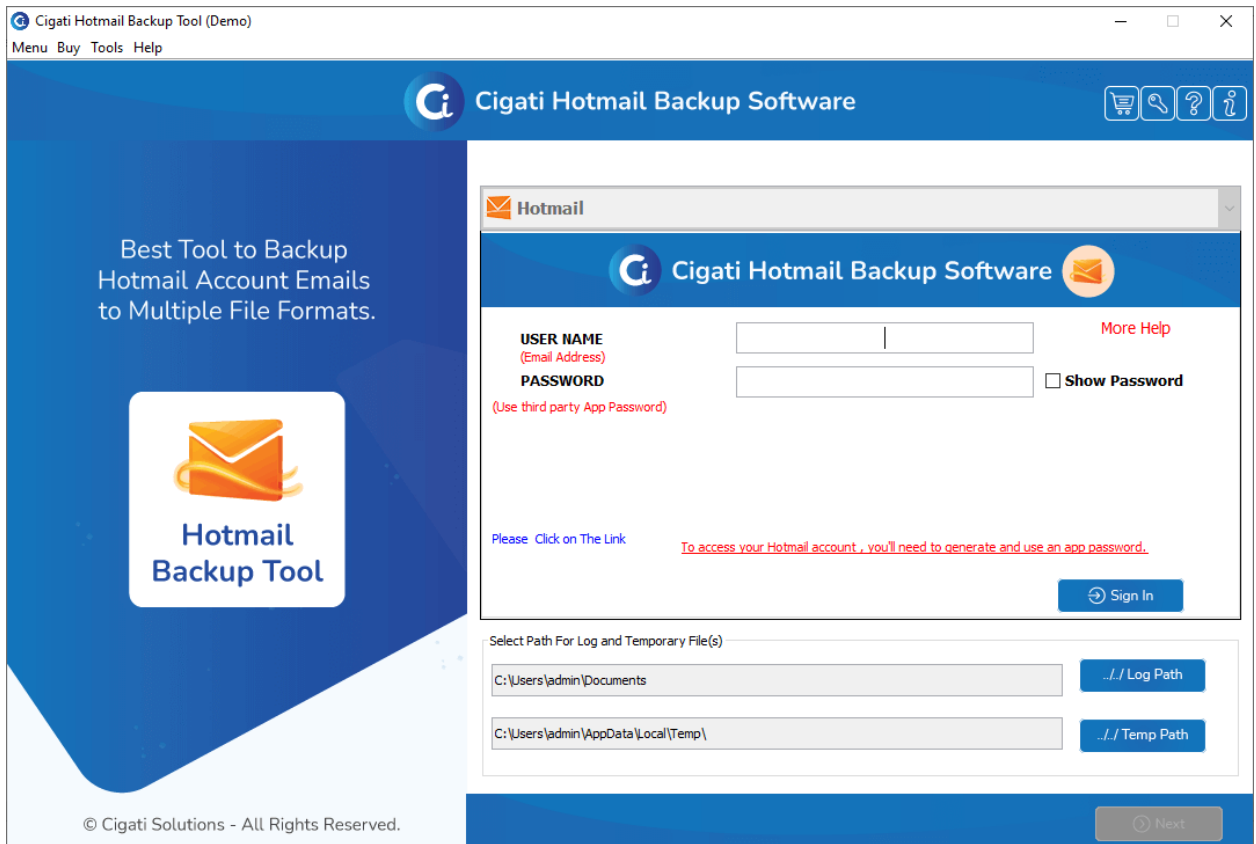 Cigati Hotmail Backup Tool (Demo)
Menu Buy Tools Help
Ci Cigati Hotmail Backup Software
Best Tool to Backup
Hotmail Account Emails
to Multiple File Formats.
Hotmail
Backup Tool
© Cigati Solutions - All Rights Reserved.
Hotmail
Ci Cigati Hotmail Backup Software
USER NAME
(Email Address)
More Help
PASSWORD
Show Password
(Use third party App Password)
Please Click on The Link
To access your Hotmail account , you'll need to generate and use an app password.
Sign In
Select Path For Log and Temporary File(s)
C:\Users\admin\Documents
../../ Log Path
C:\Users\admin\AppData\Local\Temp\
../../ Temp Path
Next